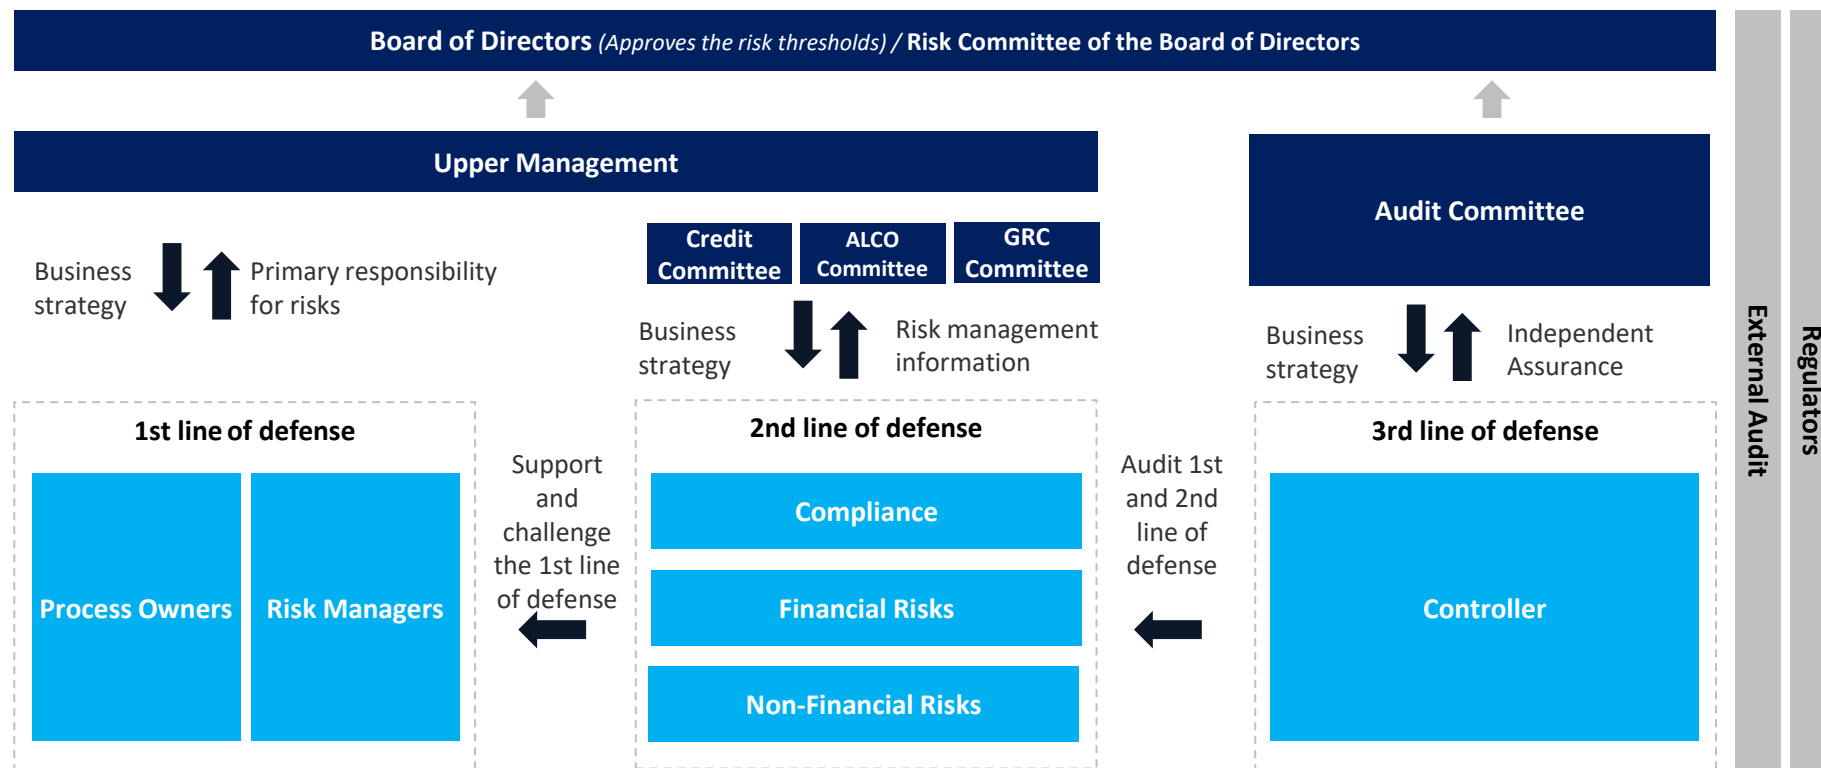 Board of Directors (Approves the risk thresholds) / Risk Committee of the Board of Directors
Upper Management
Audit Committee
Credit
Committee
ALCO
Committee
GRC
Committee
Business
strategy
Primary responsibility
for risks
Business
strategy
Risk management
information
Business
strategy
Independent
Assurance
1st line of defense
Process Owners
Risk Managers
Support
and
challenge
the 1st line
of defense
2nd line of defense
Compliance
Financial Risks
Non-Financial Risks
Audit 1st
and 2nd
line of
defense
3rd line of defense
Controller
External Audit
Regulators